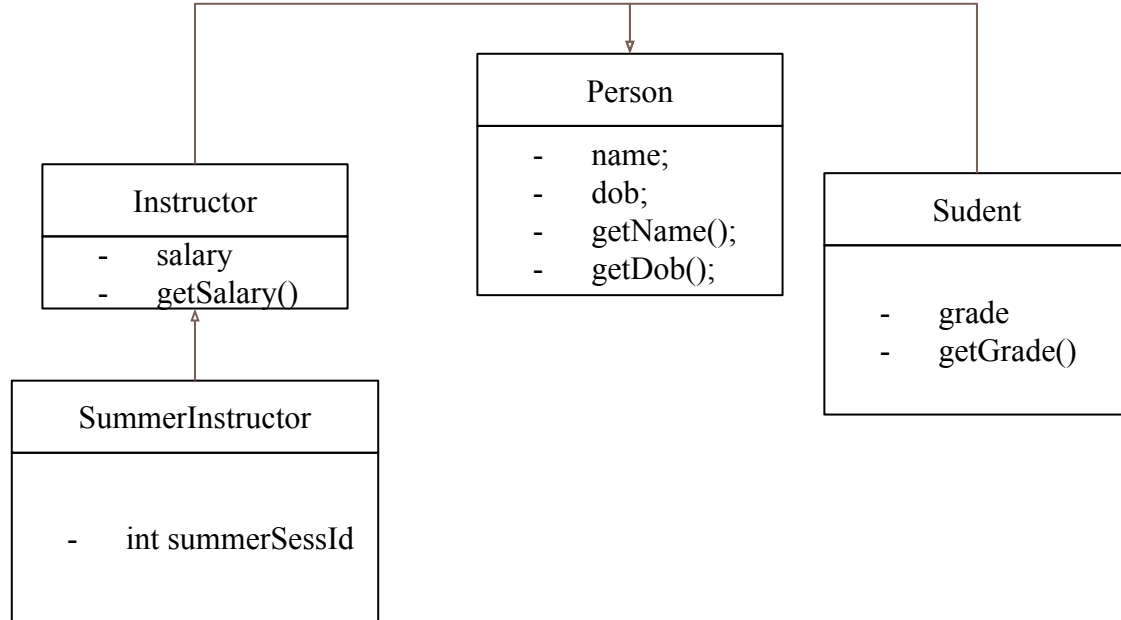 Person
- name;
- dob;
- getName();
- getDob();
Instructor
- salary
- getSalary()
Sudent
- grade
- getGrade()
SummerInstructor
- int summerSessId